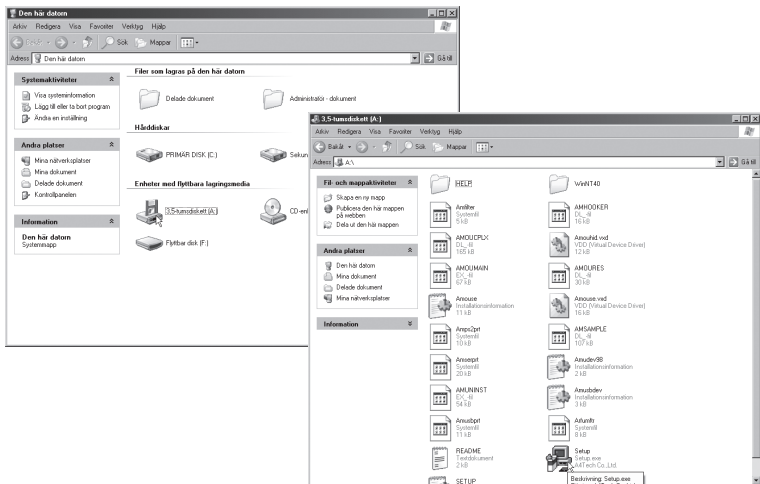 Den här datorn
Arkiv Redigera Visa Favoriter Verktyg Hjälp
Bakåt Sök Mappar
Adress Den här datorn Gå till
Systemaktiviteter
Visa systeminformation
Lägg till eller ta bort program
Ändra en inställning
Andra platser
Mina nätverksplatser
Mina dokument
Delade dokument
Kontrollpanelen
Information
Den här datorn
Systemmapp
Filer som lagras på den här datorn
Delade dokument
Administratör - dokument
Hårddiskar
PRIMÄR DISK (C:)
Sekun
Enheter med flyttbara lagringsmedia
3,5-tumsdiskett (A:)
CD-en
Flyttbar disk (F:)
3,5-tumsdiskett (A:)
Arkiv Redigera Visa Favoriter Verktyg Hjälp
Bakåt Sök Mappar
Adress A:\ Gå till
Fil- och mappaktiviteter
Skapa en ny mapp
Publicera den här mappen på webben
Dela ut den här mappen
Andra platser
Den här datorn
Mina dokument
Delade dokument
Mina nätverksplatser
Information
HELP
WinNT40
Amfilter
Systemfil
5 kB
AMHOOKER
DL_-fil
16 kB
AMOUCPLX
DL_-fil
165 kB
Amouhid.vxd
VDD (Virtual Device Driver)
12 kB
AMOUMAIN
EX_-fil
67 kB
AMOURES
DL_-fil
30 kB
Amouse
Installationsinformation
11 kB
Amouse.vxd
VDD (Virtual Device Driver)
16 kB
Amps2prt
Systemfil
10 kB
AMSAMPLE
DL_-fil
107 kB
Amserprt
Systemfil
20 kB
Amudev98
Installationsinformation
2 kB
AMUNINST
EX_-fil
54 kB
Amusbdev
Installationsinformation
3 kB
Amusbprt
Systemfil
11 kB
Systemfil
8 kB
README
Textdokument
2 kB
Setup
Setup.exe
A4Tech Co.,Ltd.
SETUP
Beskrivning: Setup.exe